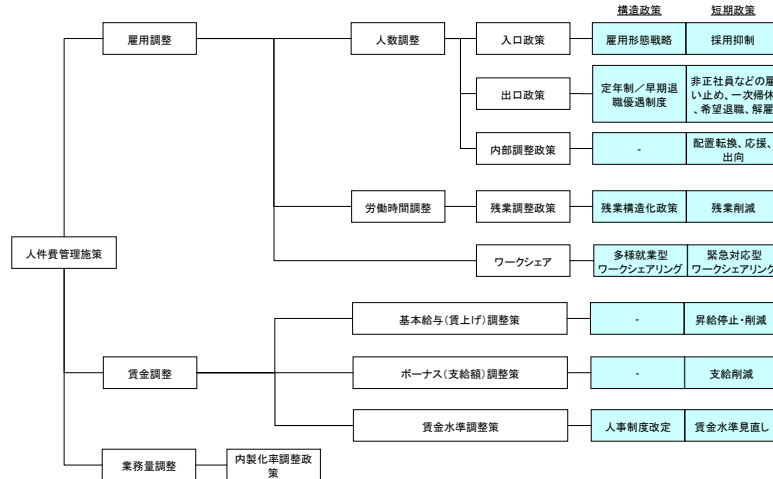 構造政策
短期政策
雇用調整
人数調整
入口政策
雇用形態戦略
採用抑制
出口政策
定年制／早期退
職優遇制度
非正社員などの雇
い止め、一次帰休
、希望退職、解雇
内部調整政策
-
配置転換、応援、
出向
労働時間調整
残業調整政策
残業構造化政策
残業削減
人件費管理施策
ワークシェア
多様就業型
ワークシェアリング
緊急対応型
ワークシェアリング
基本給与（賃上げ）調整策
-
昇給停止・削減
賃金調整
ボーナス（支給額）調整策
-
支給削減
賃金水準調整策
人事制度改定
賃金水準見直し
業務量調整
内製化率調整政
策